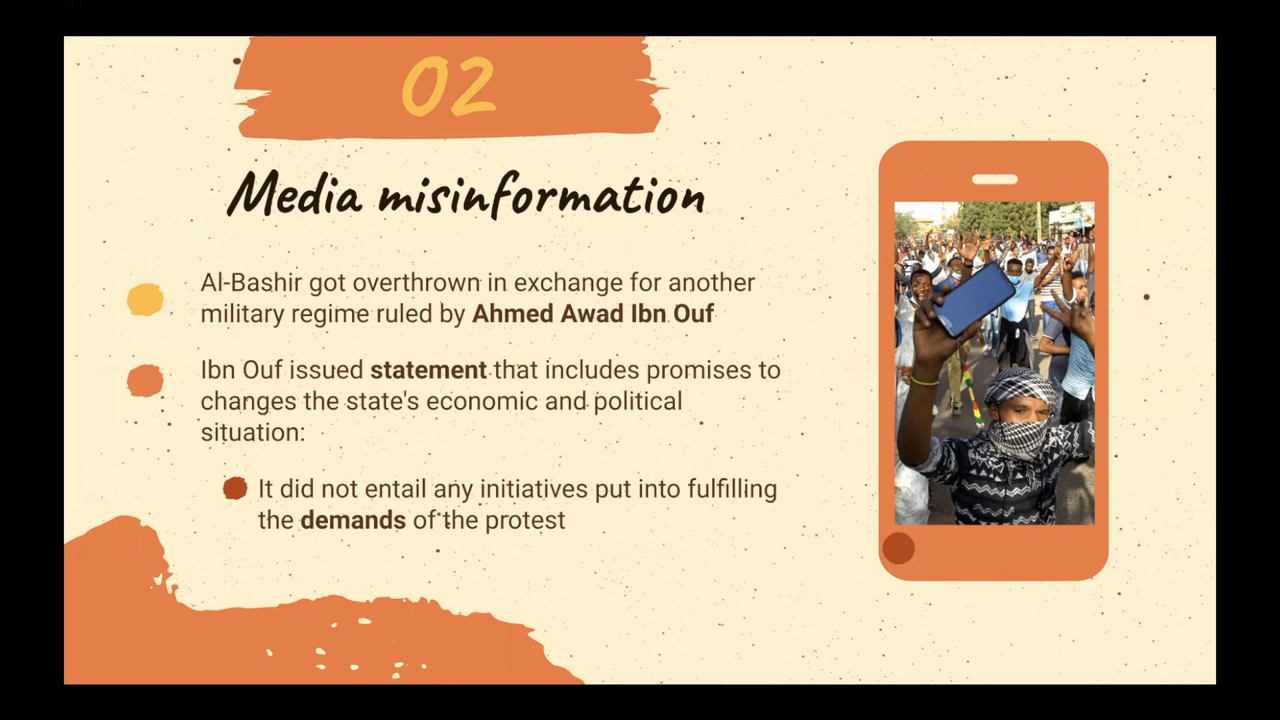 02
Media misinformation
Al-Bashir got overthrown in exchange for another
military regime ruled by Ahmed Awad Ibn Ouf
Ibn Ouf issued statement that includes promises to
changes the state's economic and political
situation:
It did not entail any initiatives put into fulfilling
the demands of the protest